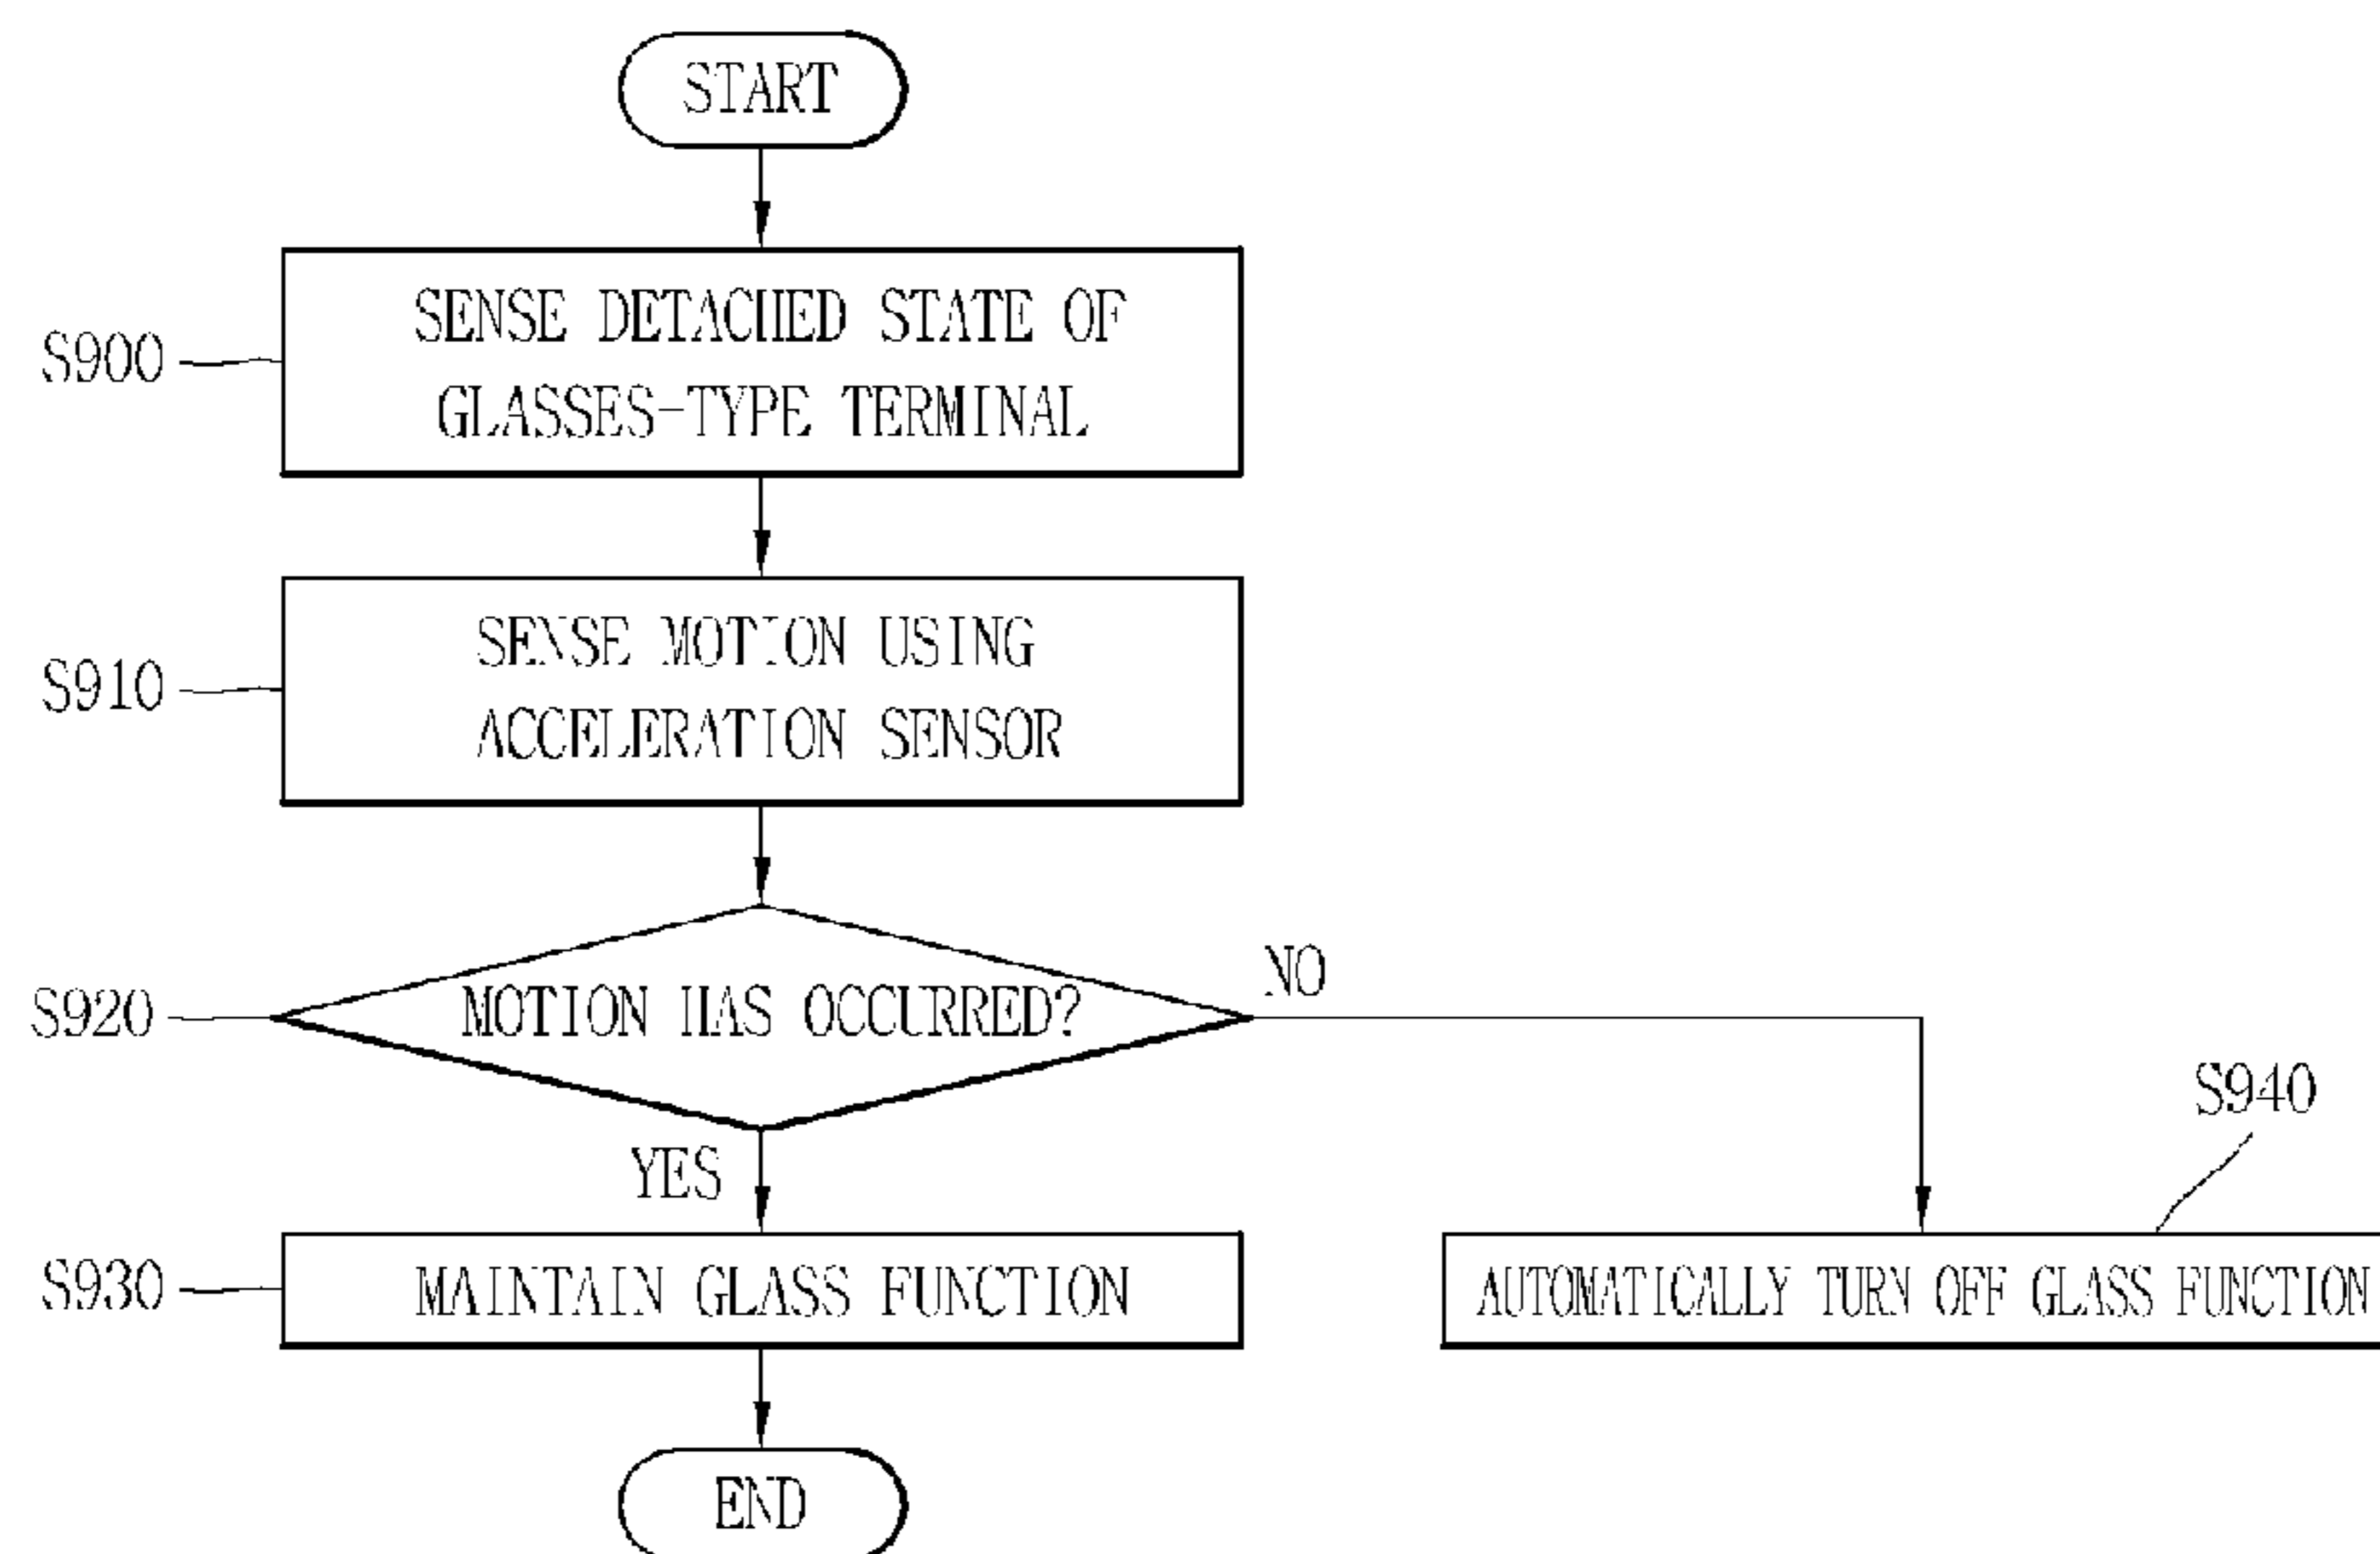 START
S900
SENSE DETACHED STATE OF
GLASSES-TYPE TERMINAL
S910
SENSE MOTION USING
ACCELERATION SENSOR
S920
MOTION HAS OCCURRED?
NO
YES
S940
S930
MAINTAIN GLASS FUNCTION
AUTOMATICALLY TURN OFF GLASS FUNCTION
END